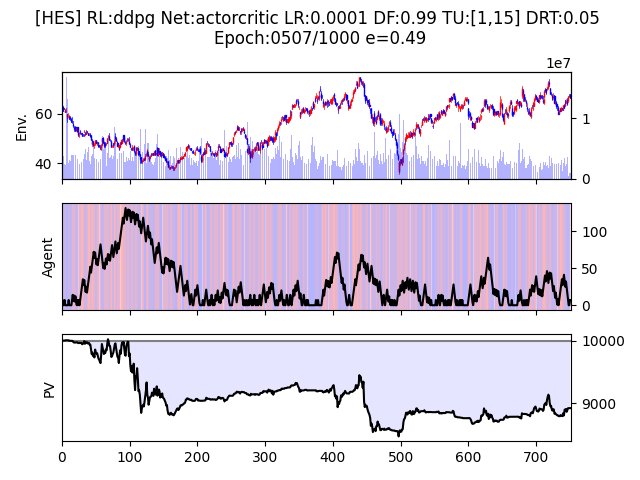 [HES] RL:ddpg Net:actorcritic LR:0.0001 DF:0.99 TU:[1,15] DRT:0.05
Epoch:0507/1000 e=0.49
1e7
Env.
60
40
1
0
Agent
100
50
0
PV
10000
9000
0 100 200 300 400 500 600 700